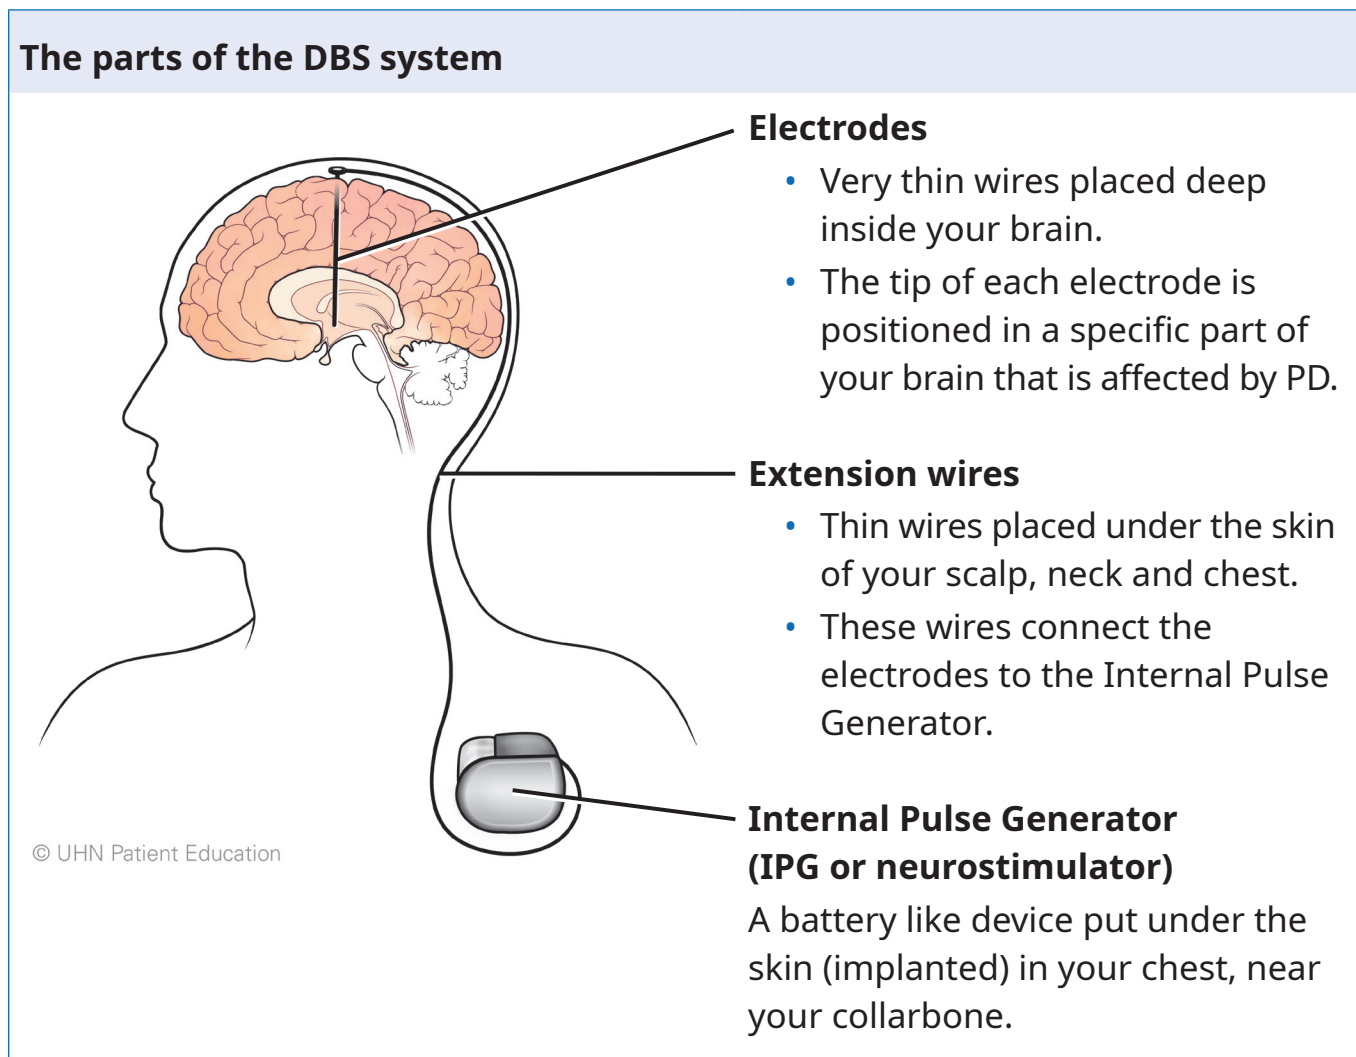 The parts of the DBS system
Electrodes
• Very thin wires placed deep
inside your brain.
• The tip of each electrode is
positioned in a specific part of
your brain that is affected by PD.
Extension wires
• Thin wires placed under the skin
of your scalp, neck and chest.
• These wires connect the
electrodes to the Internal Pulse
Generator.
Internal Pulse Generator
(IPG or neurostimulator)
A battery like device put under the
skin (implanted) in your chest, near
your collarbone.
© UHN Patient Education